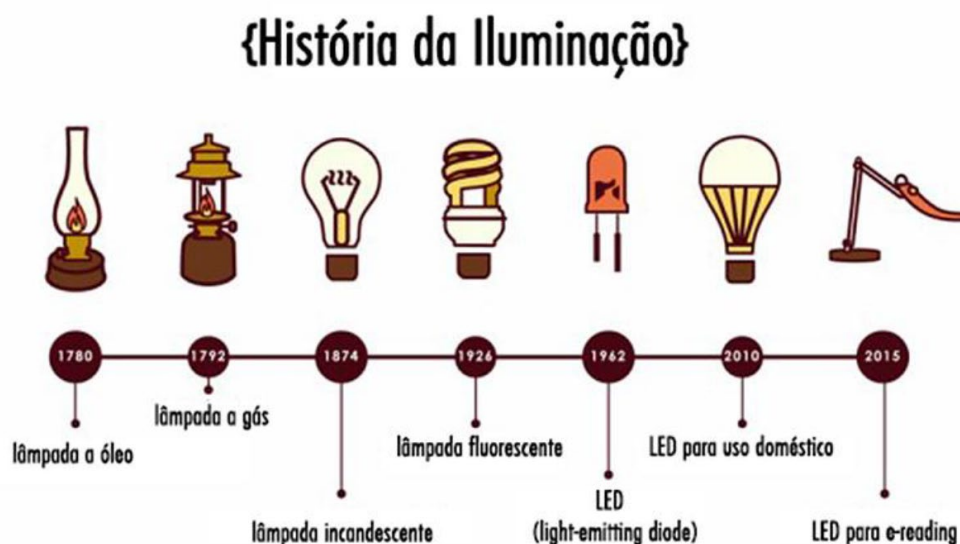 {História da Iluminação}
1780
1792
1874
1926
1962
2010
2015
lâmpada a óleo
lâmpada a gás
lâmpada incandescente
lâmpada fluorescente
LED
(light-emitting diode)
LED para uso doméstico
LED para e-reading